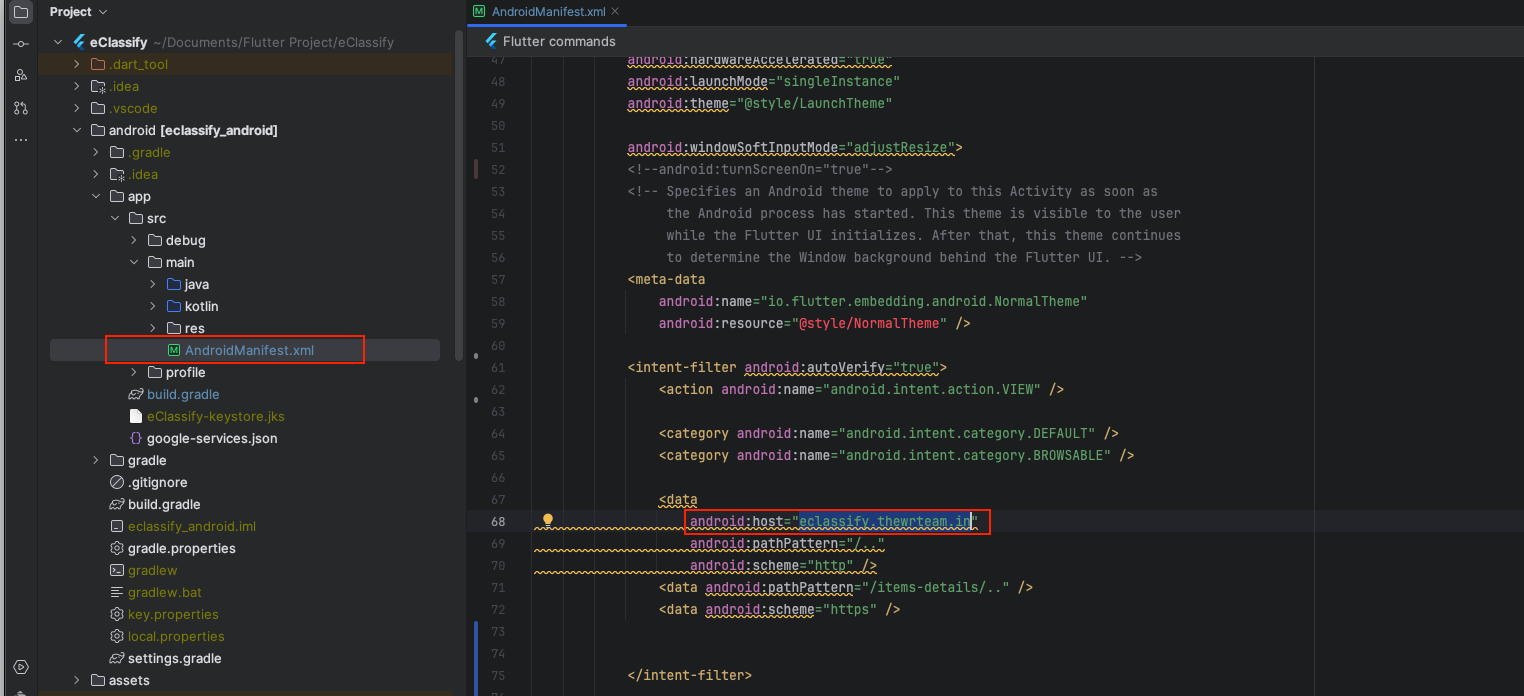 Project
eClassify ~/Documents/Flutter Project/eClassify
.dart_tool
.idea
.vscode
android [eclassify_android]
.gradle
.idea
app
src
debug
main
java
kotlin
res
AndroidManifest.xml
profile
build.gradle
eClassify-keystore.jks
google-services.json
gradle
.gitignore
build.gradle
eclassify_android.iml
gradle.properties
gradlew
gradlew.bat
key.properties
local.properties
settings.gradle
assets
AndroidManifest.xml
Flutter commands
47 android:hardwareAccelerated="true"
48 android:launchMode="singleInstance"
49 android:theme="@style/LaunchTheme"
50
51 android:windowSoftInputMode="adjustResize">
52 <!--android:turnScreenOn="true"-->
53 <!-- Specifies an Android theme to apply to this Activity as soon as
54 the Android process has started. This theme is visible to the user
55 while the Flutter UI initializes. After that, this theme continues
56 to determine the Window background behind the Flutter UI. -->
57 <meta-data
58 android:name="io.flutter.embedding.android.NormalTheme"
59 android:resource="@style/NormalTheme" />
60
61 <intent-filter android:autoVerify="true">
62 <action android:name="android.intent.action.VIEW" />
63
64 <category android:name="android.intent.category.DEFAULT" />
65 <category android:name="android.intent.category.BROWSABLE" />
66
67 <data
68 android:host="eclassify.thewrteam.in"
69 android:pathPattern="/.."
70 android:scheme="http" />
71 <data android:pathPattern="/items-details/.." />
72 <data android:scheme="https" />
73
74
75 </intent-filter>